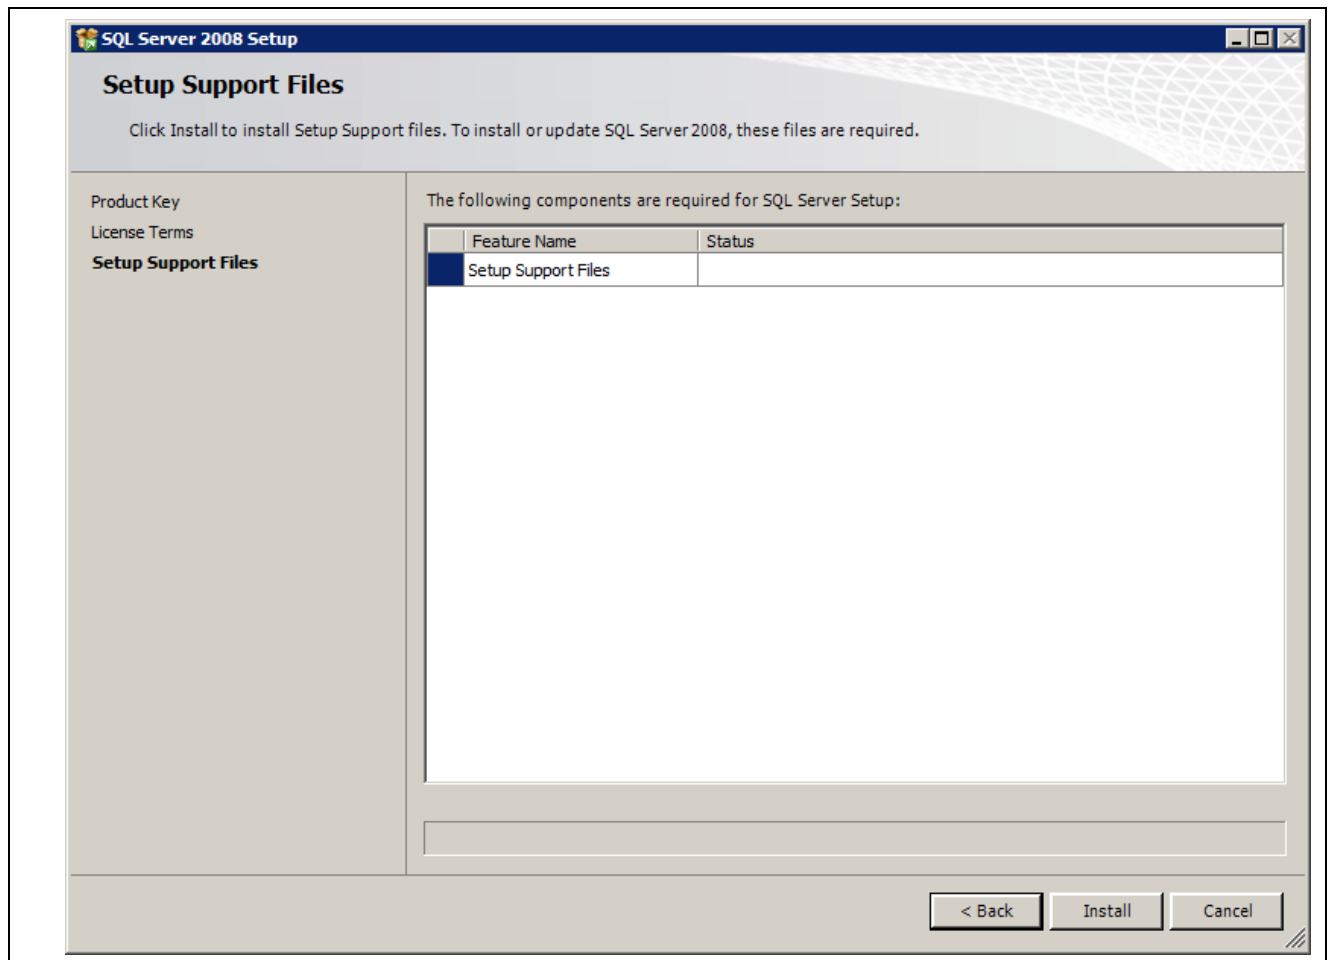 SQL Server 2008 Setup
Setup Support Files
Click Install to install Setup Support files. To install or update SQL Server 2008, these files are required.
Product Key
License Terms
Setup Support Files
The following components are required for SQL Server Setup:
Feature Name Status
Setup Support Files
< Back Install Cancel